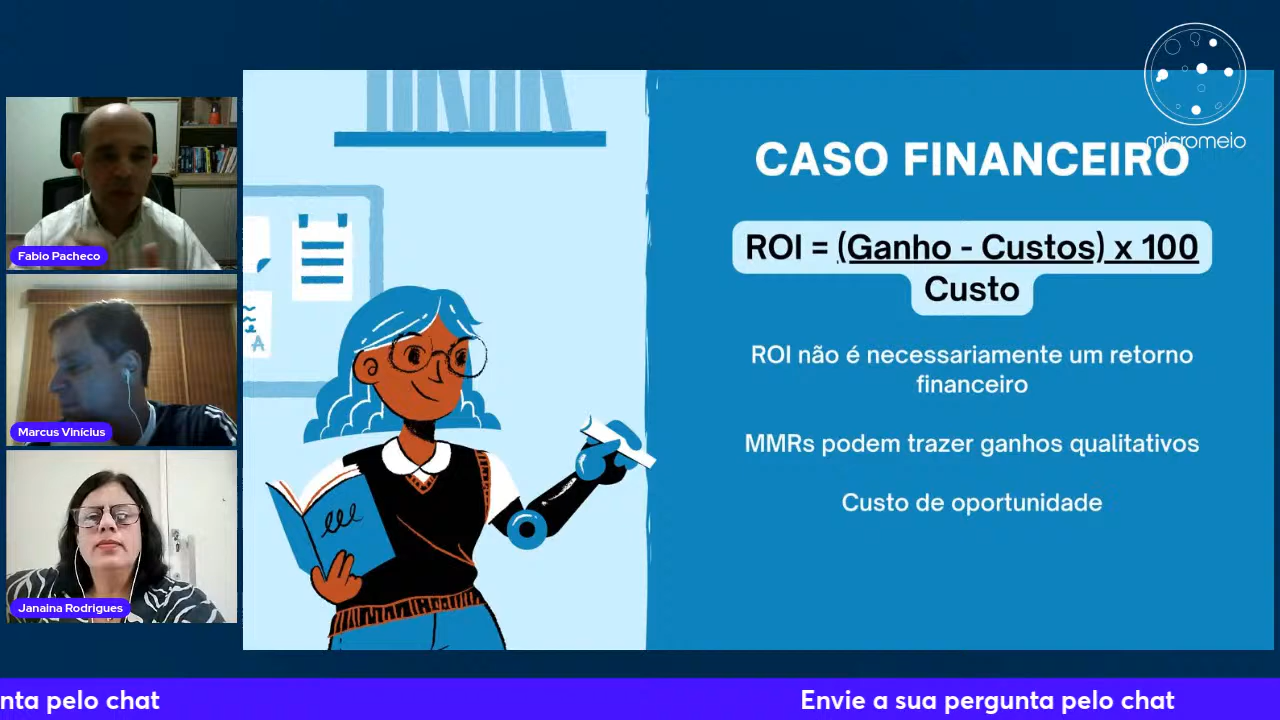 micromeio
CASO FINANCEIRO
ROI = (Ganho - Custos) x 100
Custo
ROI não é necessariamente um retorno
financeiro
MMRs podem trazer ganhos qualitativos
Custo de oportunidade
Fabio Pacheco
Marcus Vinícius
Janaina Rodrigues
nta pelo chat
Envie a sua pergunta pelo chat